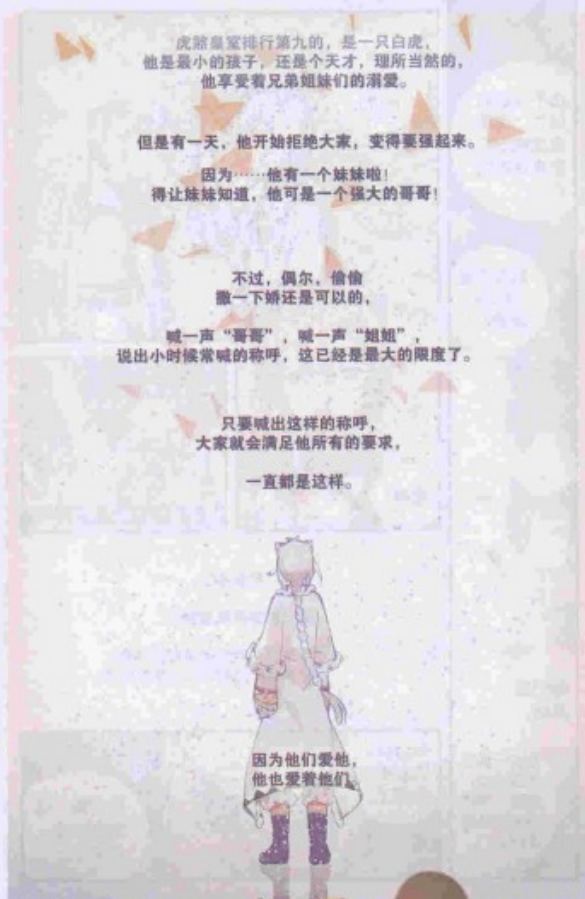 虎煞皇室排行第九的，是一只白虎，
他是最小的孩子，还是个天才，理所当然的，
他享受着兄弟姐妹们的溺爱。
但是有一天，他开始拒绝大家，变得要强起来。
因为……他有一个妹妹啦！
得让妹妹知道，他可是一个强大的哥哥！
不过，偶尔，偷偷
撒一下娇还是可以的，
喊一声“哥哥”，喊一声“姐姐”，
说出小时候常喊的称呼，这已经是最大的限度了。
只要喊出这样的称呼，
大家就会满足他所有的要求，
一直都是这样。
因为他们爱他，
他也爱着他们。